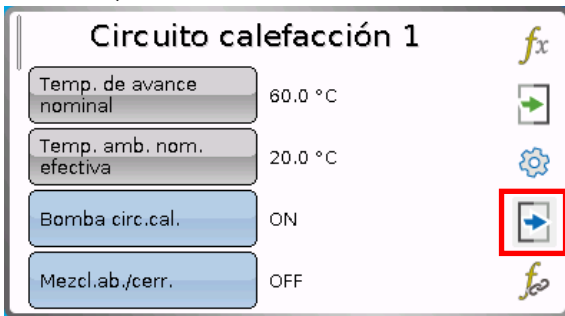 Circuito calefacción 1
fx
Temp. de avance
nominal
60.0 °C
Temp. amb. nom.
efectiva
20.0 °C
Bomba circ.cal.
ON
Mezcl.ab./cerr.
OFF
f